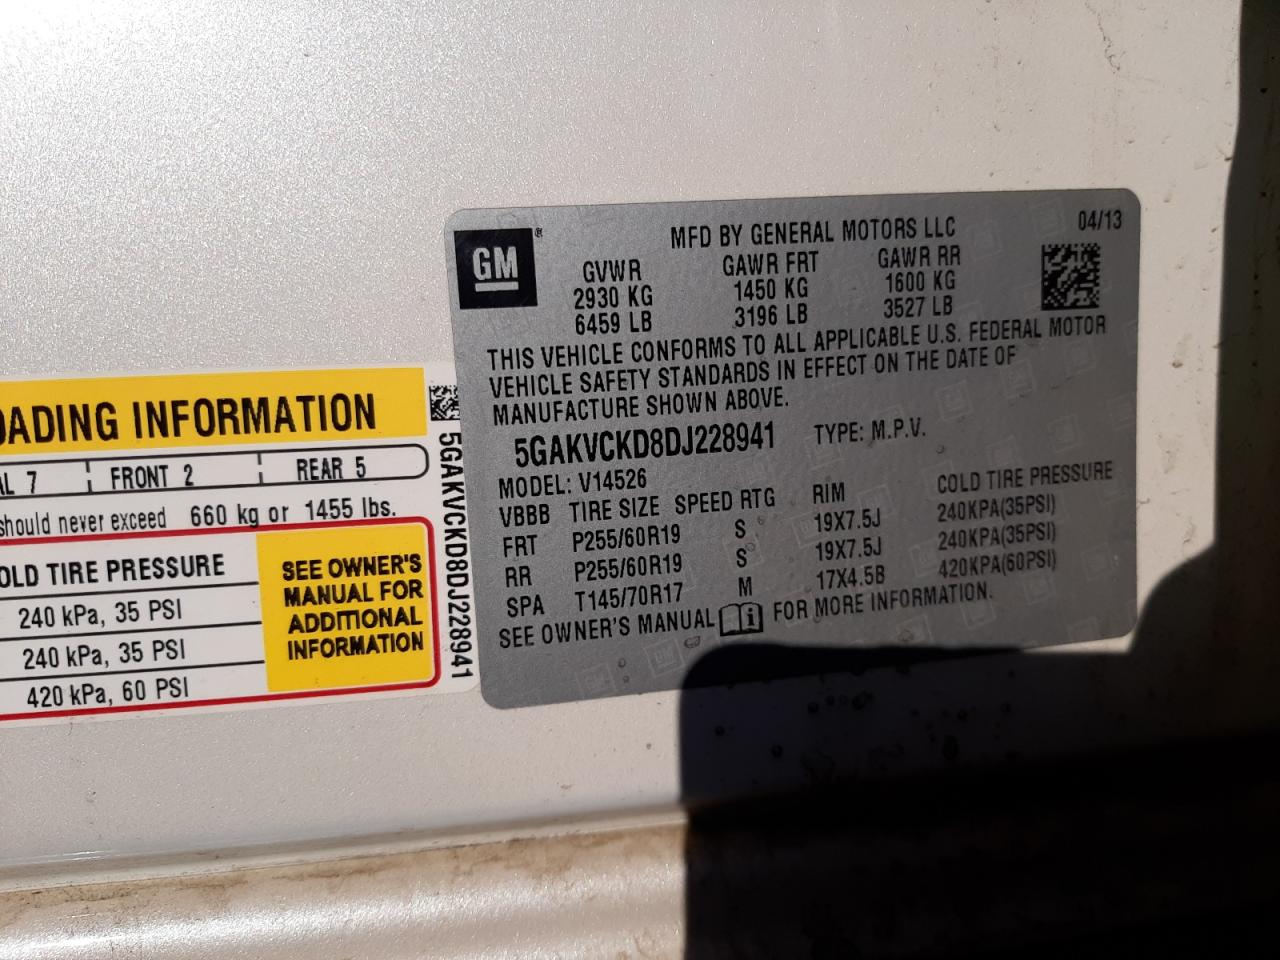 OADING INFORMATION
AL 7 FRONT 2 REAR 5
should never exceed 660 kg or 1455 lbs.
OLD TIRE PRESSURE
240 kPa, 35 PSI
240 kPa, 35 PSI
420 kPa, 60 PSI
SEE OWNER'S
MANUAL FOR
ADDITIONAL
INFORMATION
5GAKVCKD8DJ228941
GM®
MFD BY GENERAL MOTORS LLC 04/13
GVWR GAWR FRT GAWR RR
2930 KG 1450 KG 1600 KG
6459 LB 3196 LB 3527 LB
THIS VEHICLE CONFORMS TO ALL APPLICABLE U.S. FEDERAL MOTOR
VEHICLE SAFETY STANDARDS IN EFFECT ON THE DATE OF
MANUFACTURE SHOWN ABOVE.
5GAKVCKD8DJ228941 TYPE: M.P.V.
MODEL: V14526
VBBB TIRE SIZE SPEED RTG RIM COLD TIRE PRESSURE
FRT P255/60R19 S 19X7.5J 240KPA(35PSI)
RR P255/60R19 S 19X7.5J 240KPA(35PSI)
SPA T145/70R17 M 17X4.5B 420KPA(60PSI)
SEE OWNER'S MANUAL FOR MORE INFORMATION.